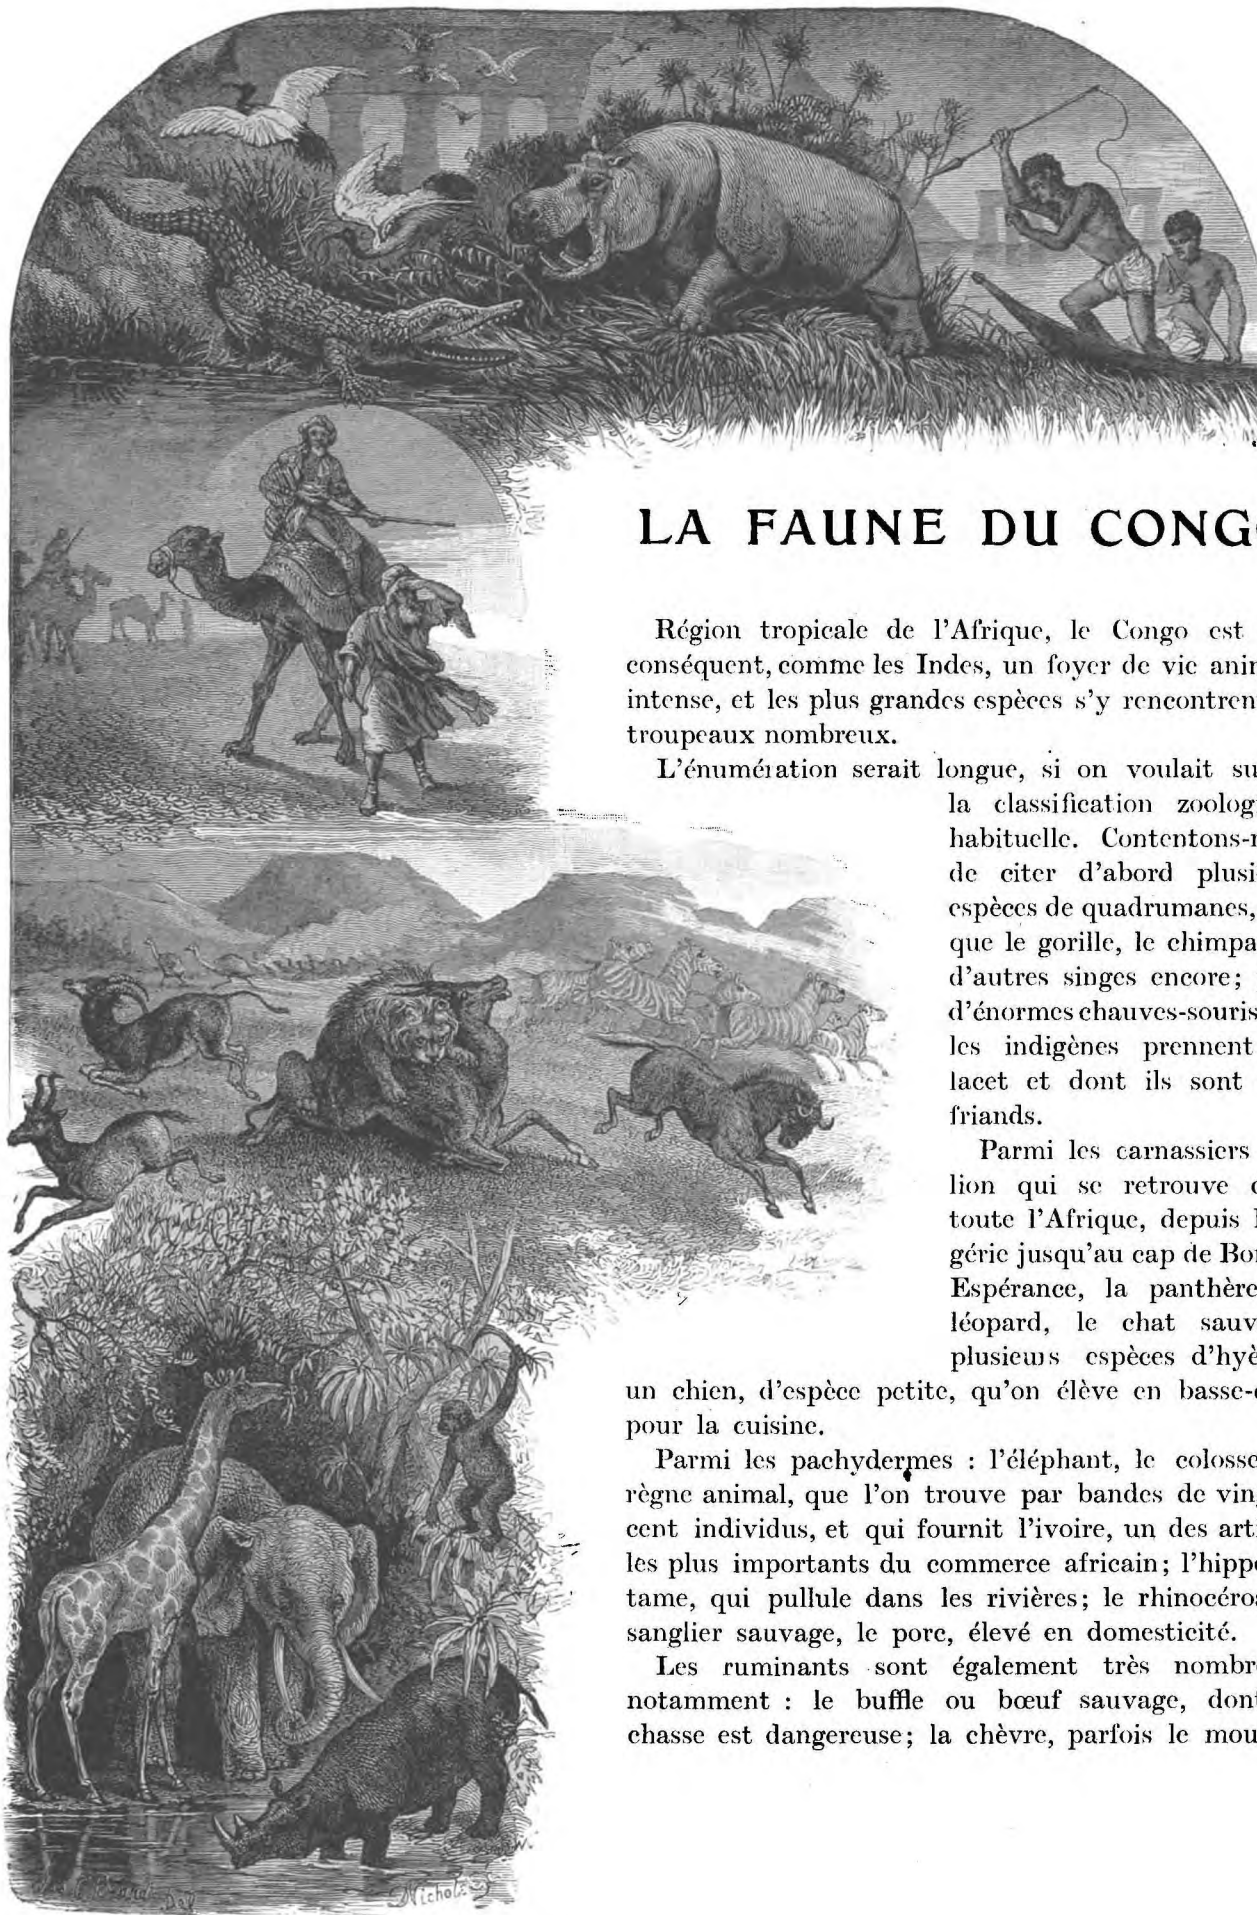 LA FAUNE DU CONG
Région tropicale de l'Afrique, le Congo est
conséquent, comme les Indes, un foyer de vie anim
intense, et les plus grandes espèces s'y rencontren
troupeaux nombreux.
L'énumération serait longue, si on voulait su
la classification zoolog
habituelle. Contentons-n
de citer d'abord plusi
espèces de quadrumanes,
que le gorille, le chimpa
d'autres singes encore;
d'énormes chauves-souris
les indigènes prennent
lacet et dont ils sont
friands.
Parmi les carnassiers
lion qui se retrouve d
toute l'Afrique, depuis l
gérie jusqu'au cap de Bon
Espérance, la panthère
léopard, le chat sauv
plusieurs espèces d'hyè
un chien, d'espèce petite, qu'on élève en basse-c
pour la cuisine.
Parmi les pachydermes : l'éléphant, le colosse
règne animal, que l'on trouve par bandes de ving
cent individus, et qui fournit l'ivoire, un des arti
les plus importants du commerce africain; l'hippo
tame, qui pullule dans les rivières; le rhinocéros
sanglier sauvage, le porc, élevé en domesticité.
Les ruminants sont également très nombre
notamment : le buffle ou bœuf sauvage, dont
chasse est dangereuse; la chèvre, parfois le mou
Del Nichols